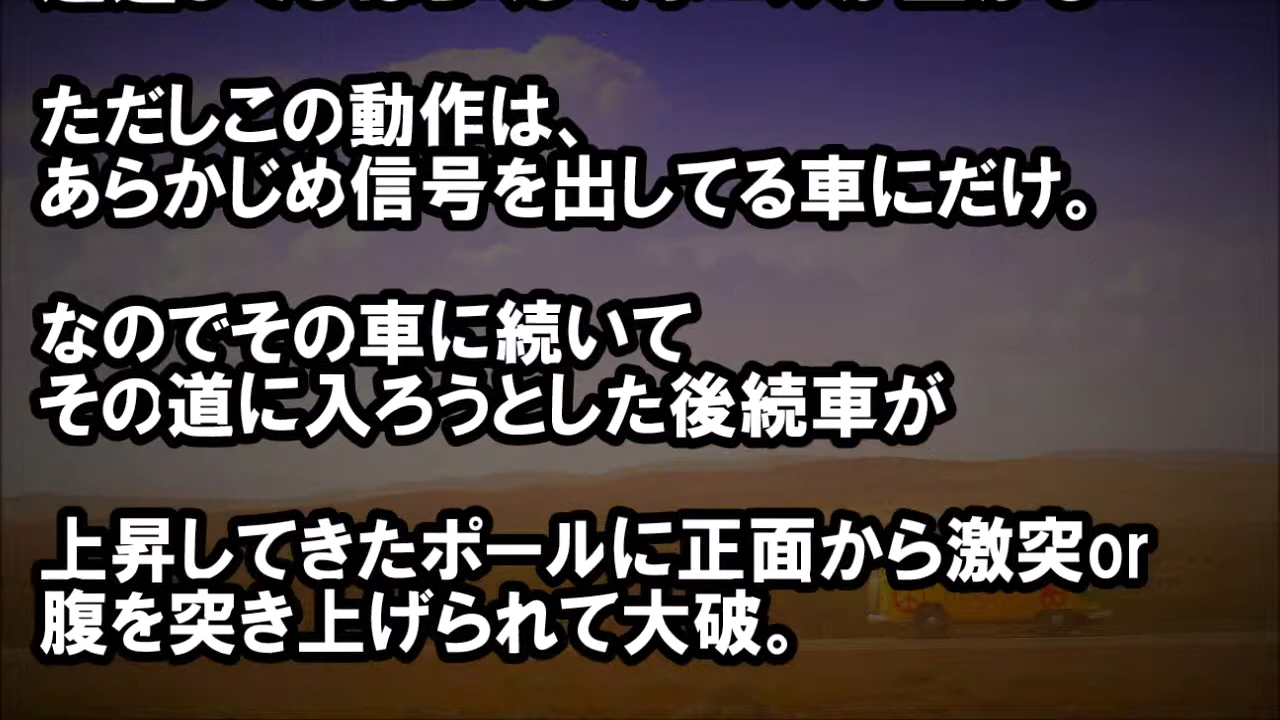 ただしこの動作は、
あらかじめ信号を出してる車にだけ。
なのでその車に続いて
その道に入ろうとした後続車が
上昇してきたポールに正面から激突or
腹を突き上げられて大破。